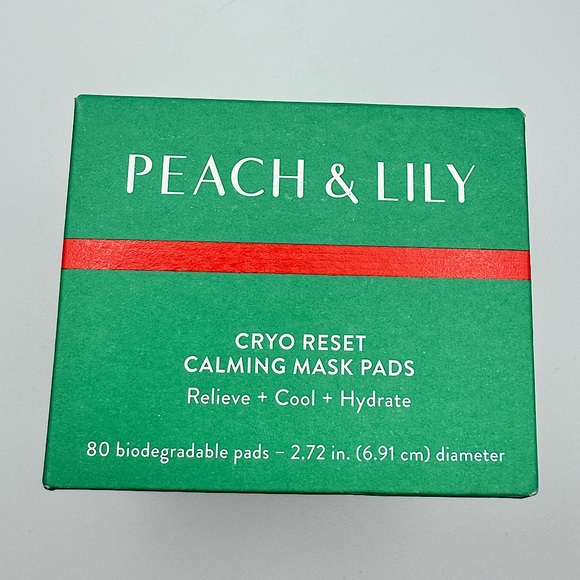 PEACH & LILY
CRYO RESET
CALMING MASK PADS
Relieve + Cool + Hydrate
80 biodegradable pads – 2.72 in. (6.91 cm) diameter